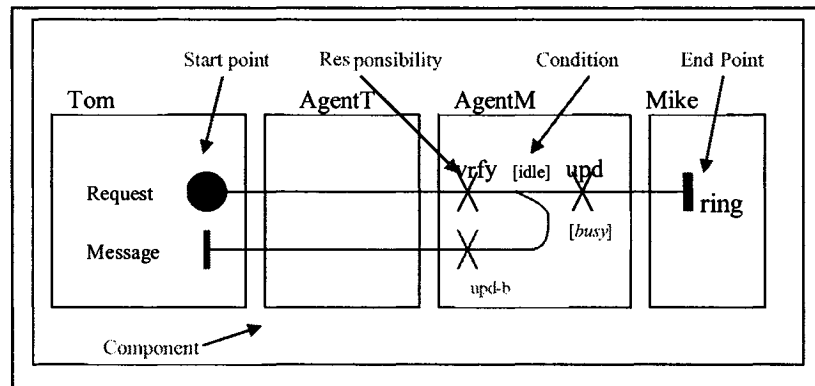 Start point Responsibility Condition End Point
Tom AgentT AgentM Mike
vrfy [idle] upd
Request ring
Message [busy]
upd-b
Component